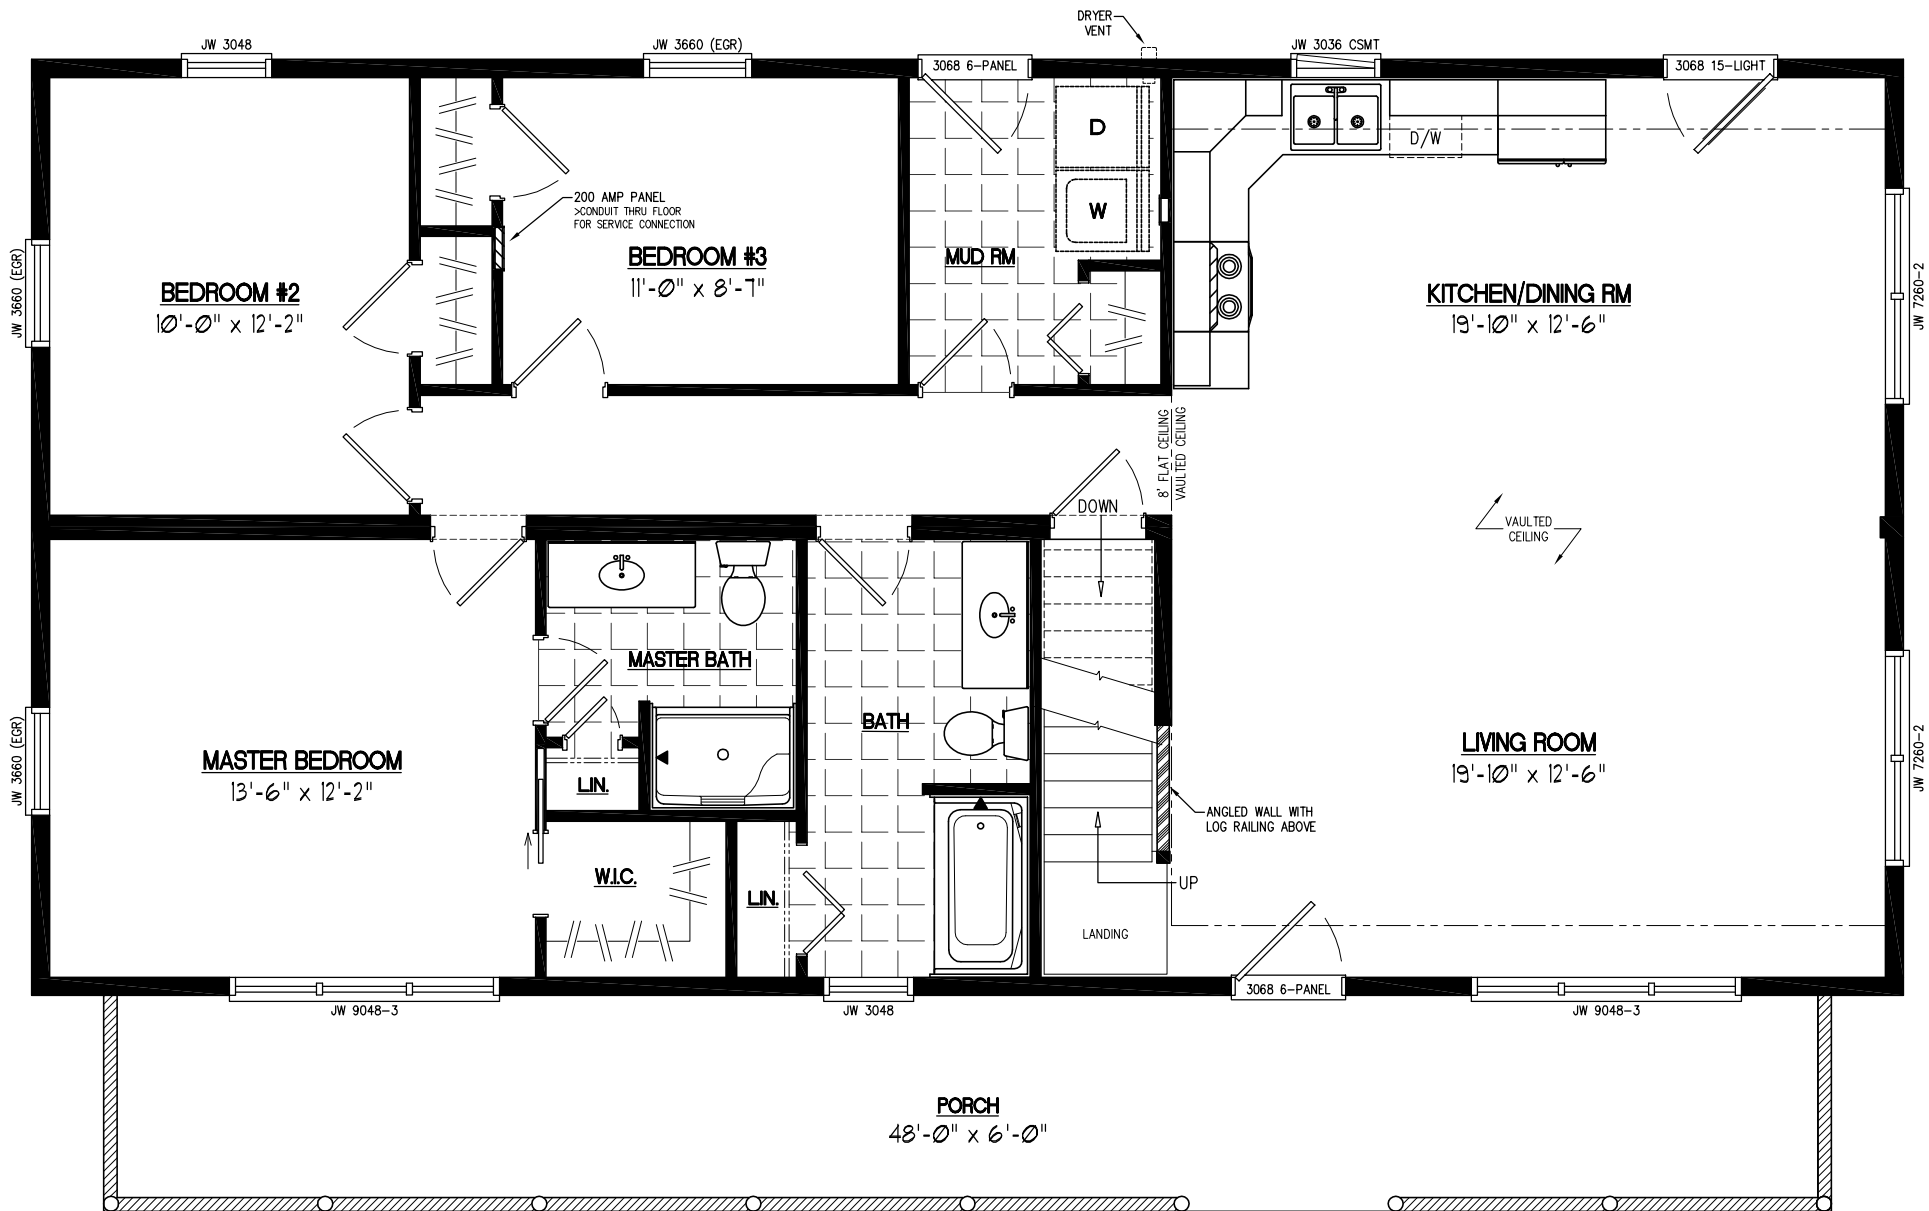 DRYER
VENT
JW 3048
JW 3660 (EGR)
3068 6-PANEL
JW 3036 CSMT
3068 15-LIGHT
D
D/W
200 AMP PANEL
>CONDUIT THRU FLOOR
FOR SERVICE CONNECTION
W
BEDROOM #3
11'-0" x 8'-7"
MUD RM
JW 3660 (EGR)
BEDROOM #2
10'-0" x 12'-2"
KITCHEN/DINING RM
19'-10" x 12'-6"
JW 7260-2
8' FLAT CEILING
VAULTED CEILING
DOWN
VAULTED
CEILING
MASTER BATH
BATH
JW 3660 (EGR)
MASTER BEDROOM
13'-6" x 12'-2"
LIN.
LIVING ROOM
19'-10" x 12'-6"
JW 7260-2
ANGLED WALL WITH
LOG RAILING ABOVE
W.I.C.
UP
LIN.
LANDING
3068 6-PANEL
JW 9048-3
JW 3048
JW 9048-3
PORCH
48'-0" x 6'-0"